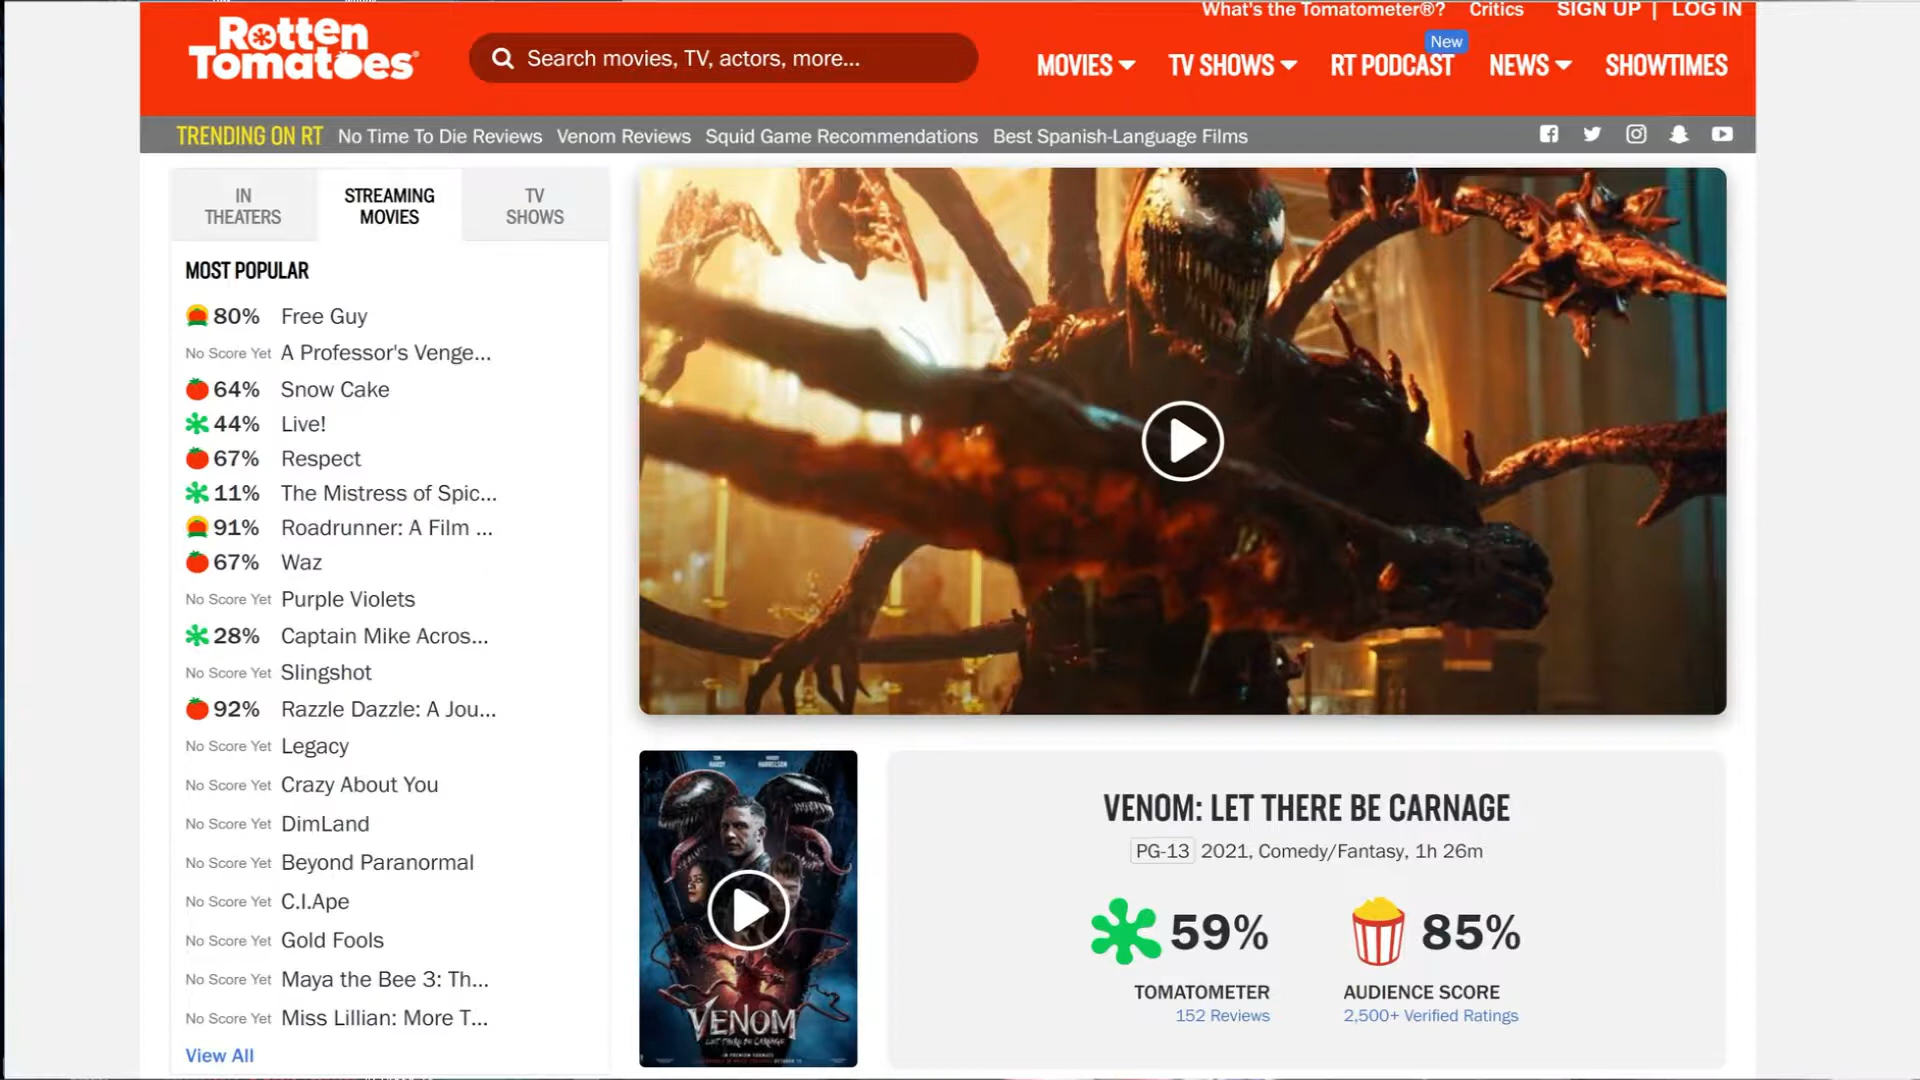 What's the Tomatometer®? Critics SIGN UP | LOG IN
Rotten
Tomatoes
Search movies, TV, actors, more...
MOVIES TV SHOWS RT PODCAST New NEWS SHOWTIMES
TRENDING ON RT No Time To Die Reviews Venom Reviews Squid Game Recommendations Best Spanish-Language Films
IN THEATERS
STREAMING MOVIES
TV SHOWS
MOST POPULAR
80% Free Guy
No Score Yet A Professor's Venge...
64% Snow Cake
44% Live!
67% Respect
11% The Mistress of Spic...
91% Roadrunner: A Film ...
67% Waz
No Score Yet Purple Violets
28% Captain Mike Acros...
No Score Yet Slingshot
92% Razzle Dazzle: A Jou...
No Score Yet Legacy
No Score Yet Crazy About You
No Score Yet DimLand
No Score Yet Beyond Paranormal
No Score Yet C.I.Ape
No Score Yet Gold Fools
No Score Yet Maya the Bee 3: Th...
No Score Yet Miss Lillian: More T...
View All
TOM HARDY
WOODY HARRELSON
VENOM
LET THERE BE CARNAGE
VENOM: LET THERE BE CARNAGE
PG-13 2021, Comedy/Fantasy, 1h 26m
59% 85%
TOMATOMETER AUDIENCE SCORE
152 Reviews 2,500+ Verified Ratings